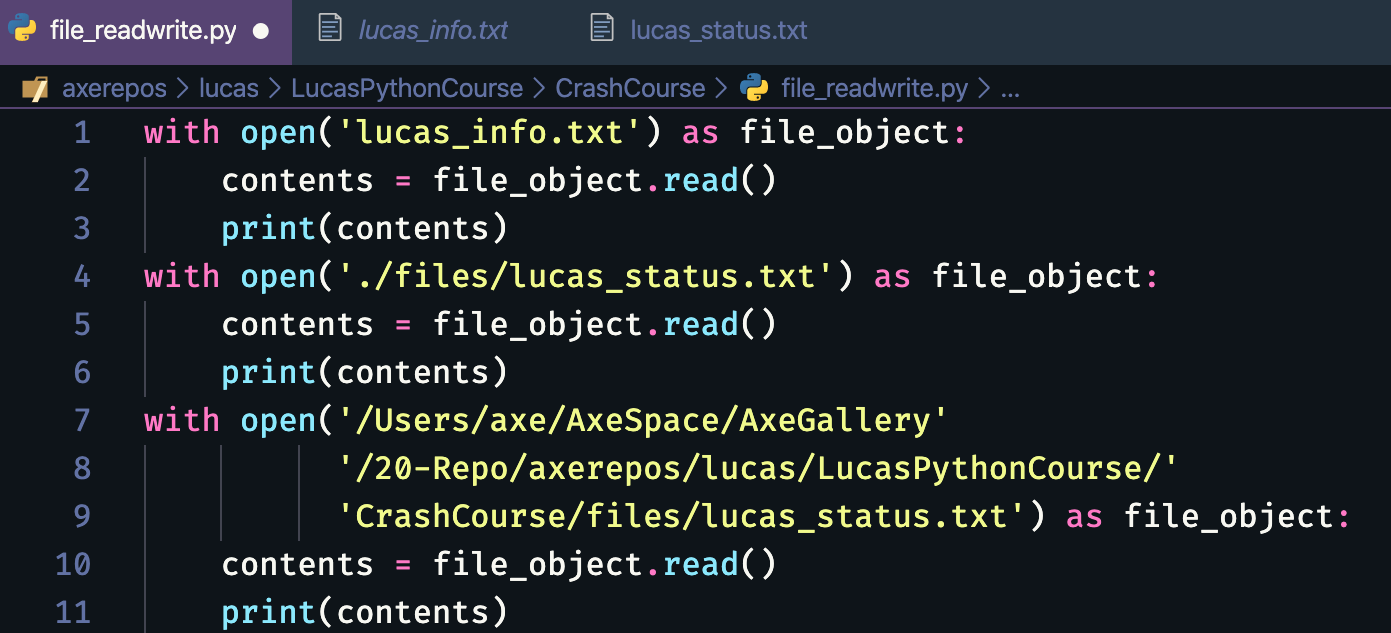 file_readwrite.py lucas_info.txt lucas_status.txt
axerepos > lucas > LucasPythonCourse > CrashCourse > file_readwrite.py > ...
1 with open('lucas_info.txt') as file_object:
2     contents = file_object.read()
3     print(contents)
4 with open('./files/lucas_status.txt') as file_object:
5     contents = file_object.read()
6     print(contents)
7 with open('/Users/axe/AxeSpace/AxeGallery'
8           '/20-Repo/axerepos/lucas/LucasPythonCourse/'
9           'CrashCourse/files/lucas_status.txt') as file_object:
10     contents = file_object.read()
11     print(contents)